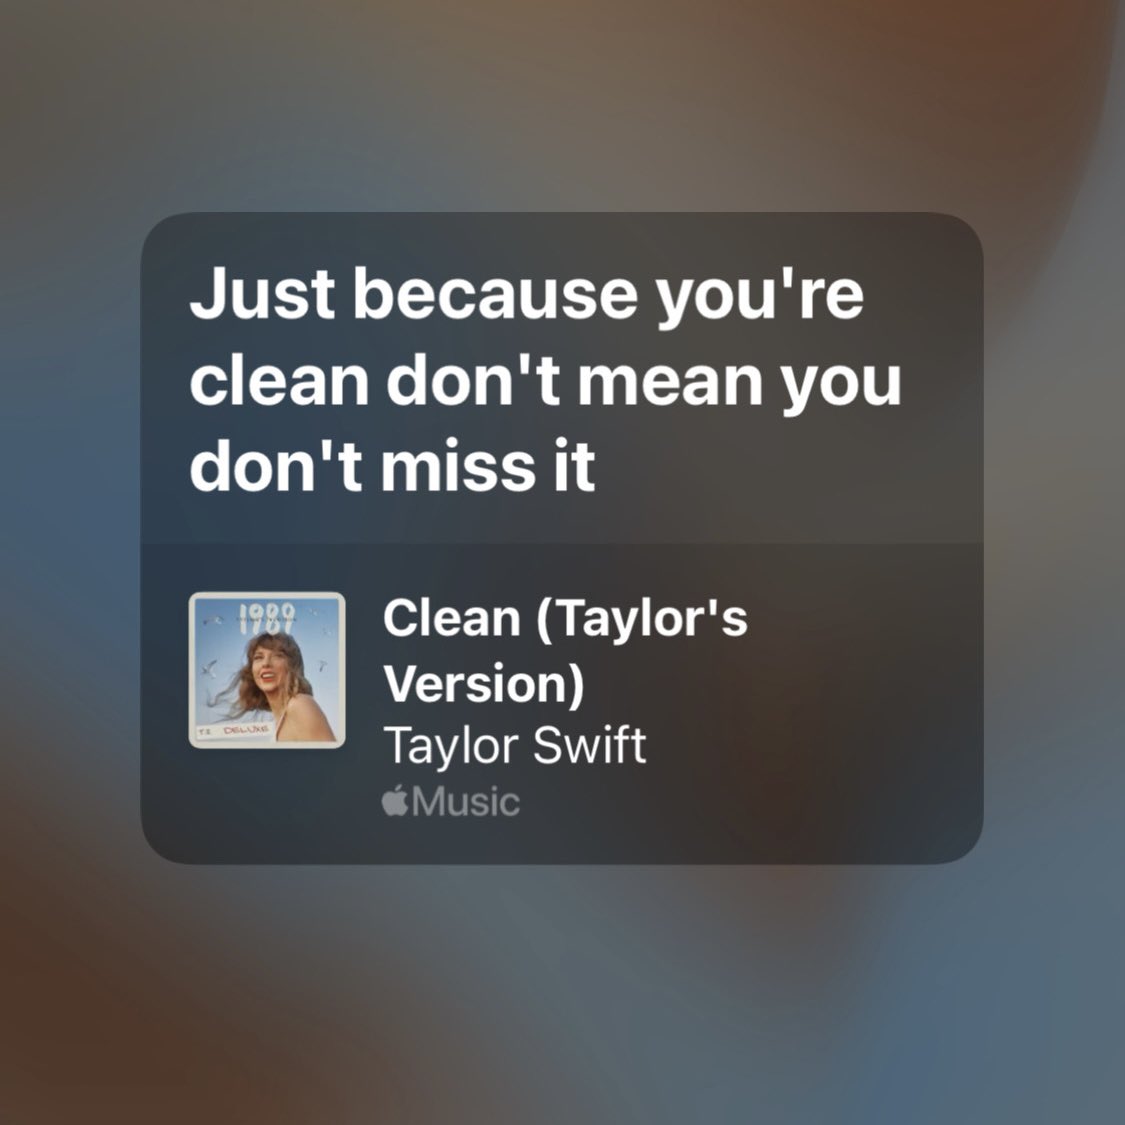 Just because you're
clean don't mean you
don't miss it
1989
DELUXE
Clean (Taylor's
Version)
Taylor Swift
Music